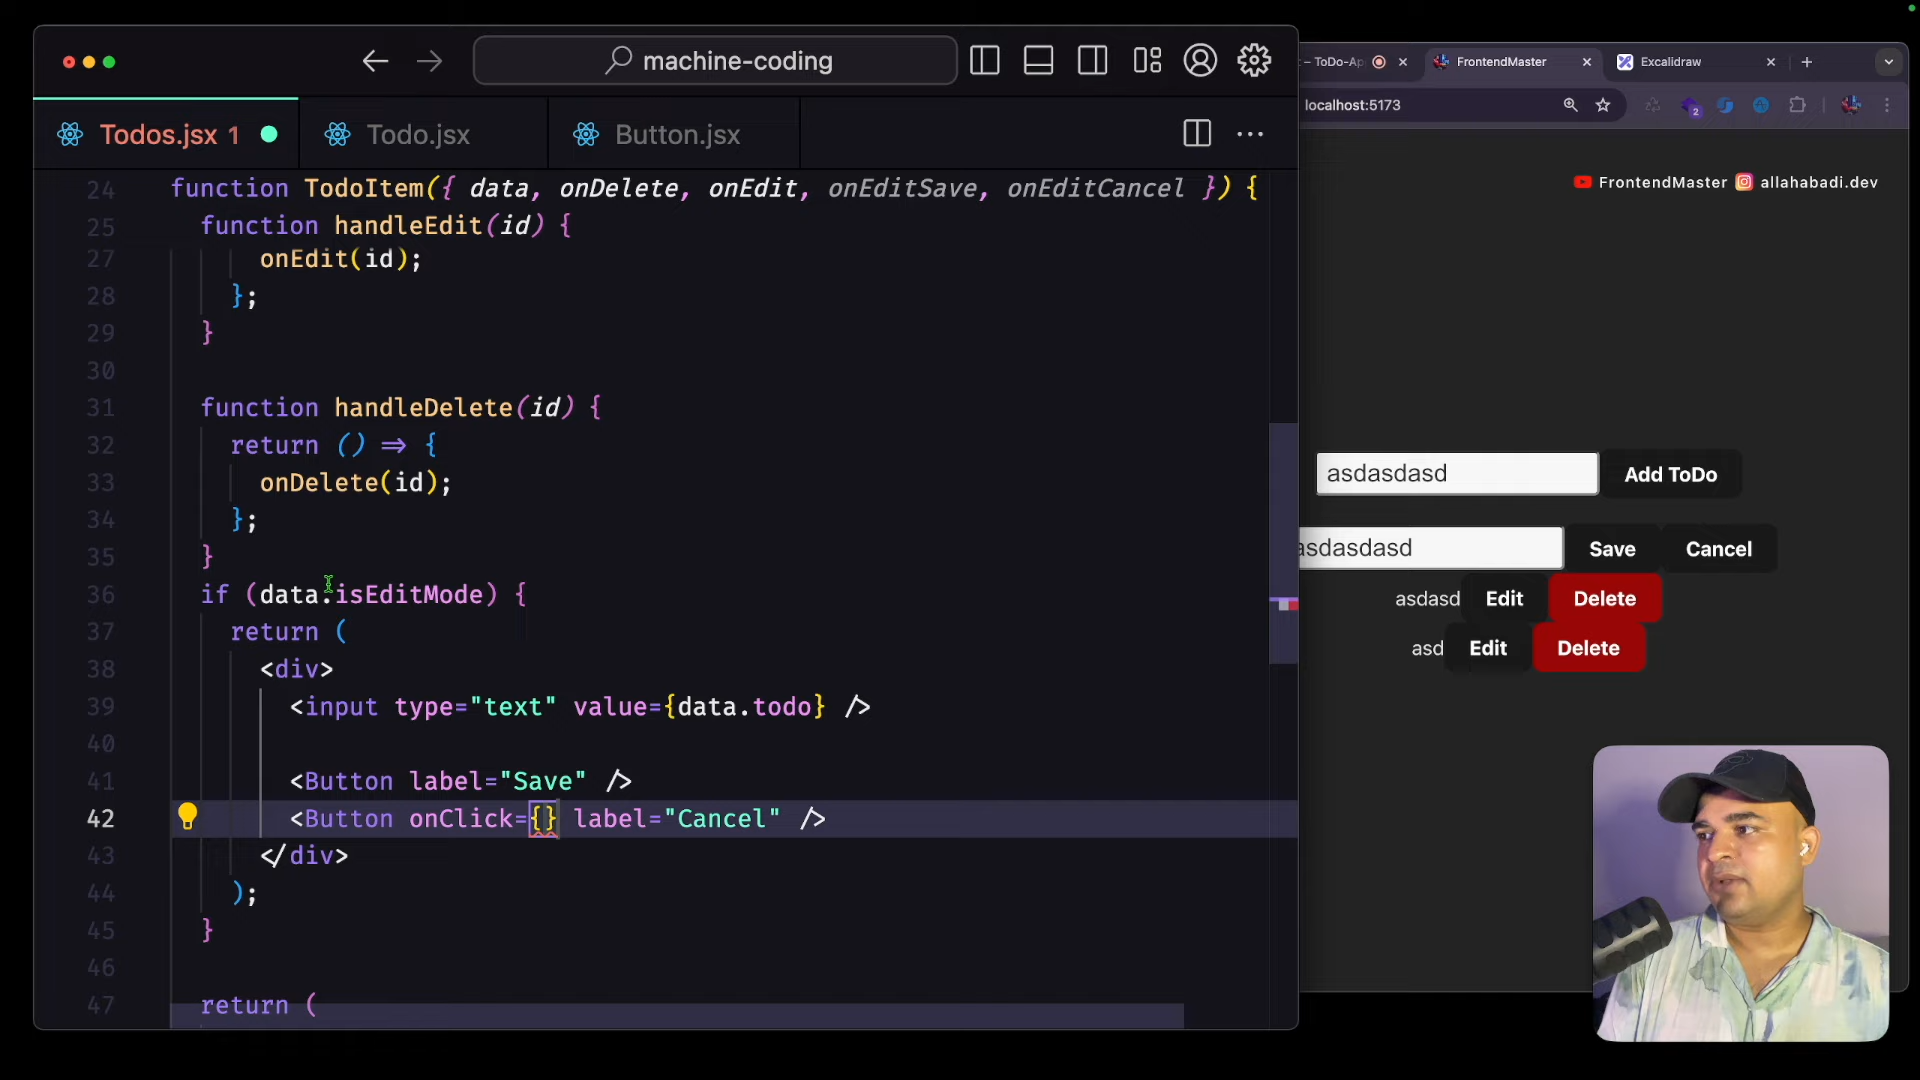 machine-coding
Todos.jsx 1
Todo.jsx
Button.jsx
24 function TodoItem({ data, onDelete, onEdit, onEditSave, onEditCancel }) {
25 function handleEdit(id) {
27 onEdit(id);
28 };
29 }
30
31 function handleDelete(id) {
32 return () => {
33 onDelete(id);
34 };
35 }
36 if (data.isEditMode) {
37 return (
38 <div>
39 <input type="text" value={data.todo} />
40
41 <Button label="Save" />
42 <Button onClick={} label="Cancel" />
43 </div>
44 );
45 }
46
47 return (
– ToDo-Ap
FrontendMaster
Excalidraw
localhost:5173
2
FrontendMaster allahabadi.dev
asdasdasd Add ToDo
asdasdasd Save Cancel
asdasd Edit Delete
asd Edit Delete